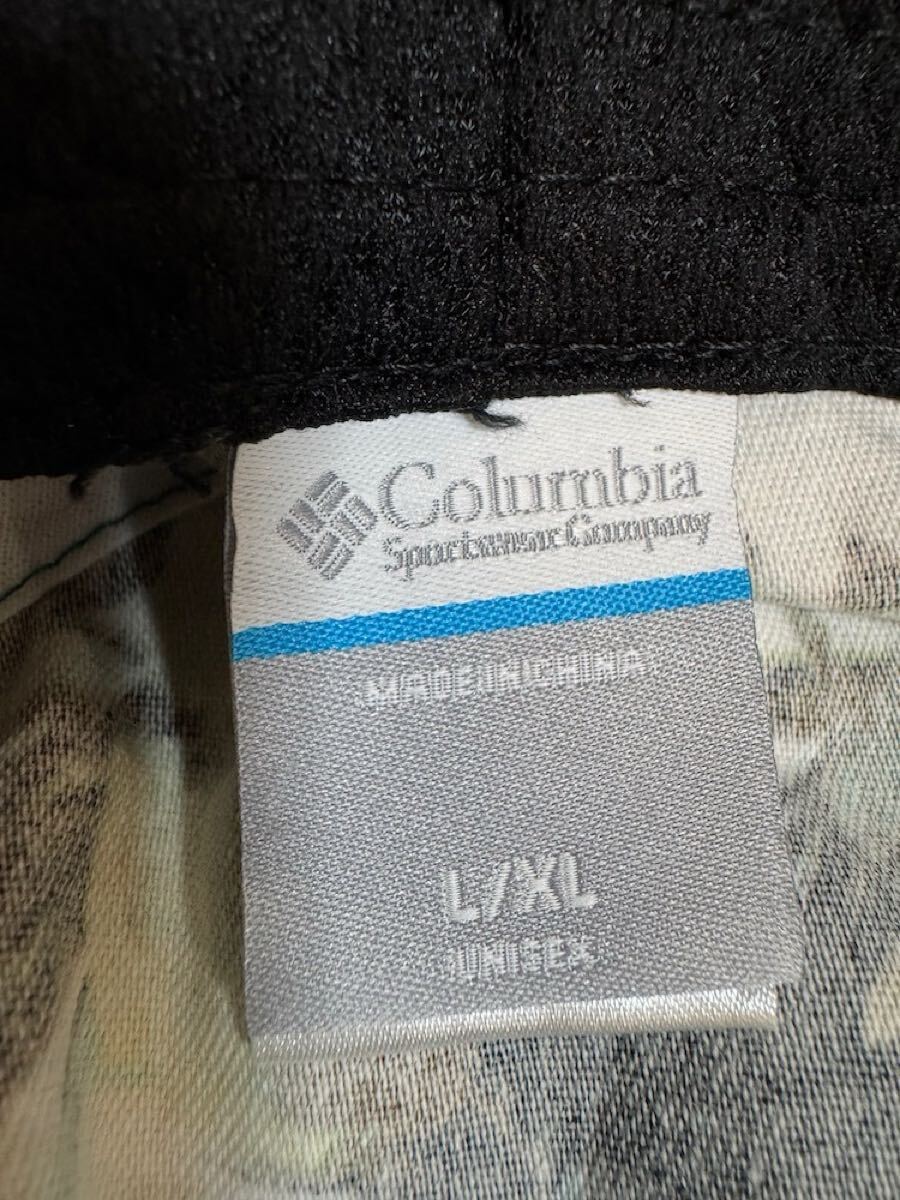 Columbia
Sportswear Company
MADE IN CHINA
L/XL
UNISEX